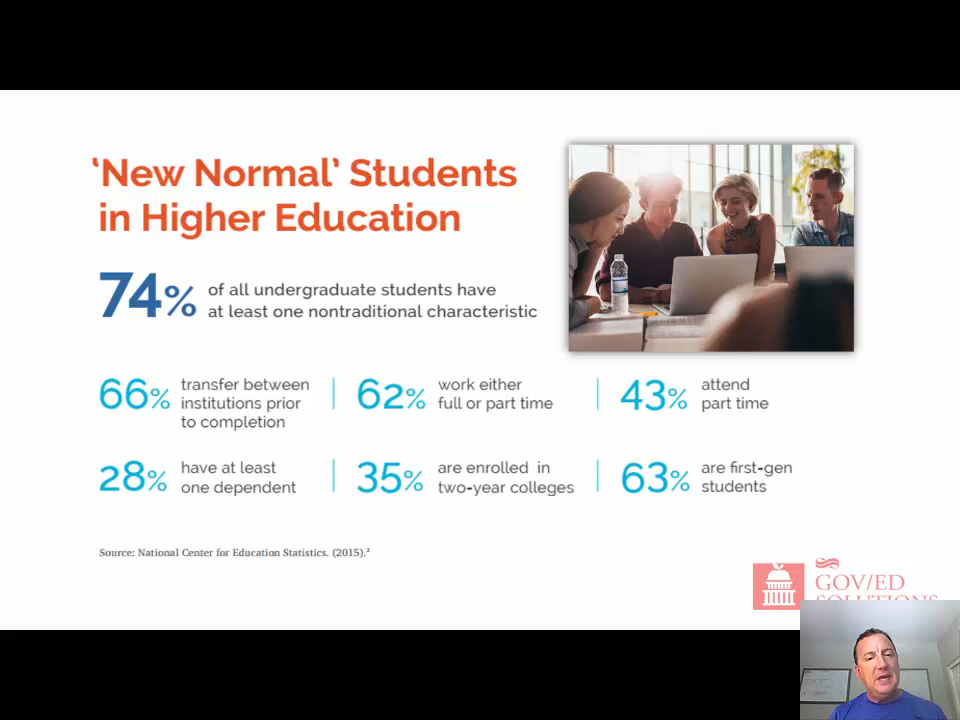 ‘New Normal’ Students
in Higher Education
74% of all undergraduate students have
at least one nontraditional characteristic
66% transfer between
institutions prior
to completion
62% work either
full or part time
43% attend
part time
28% have at least
one dependent
35% are enrolled in
two-year colleges
63% are first-gen
students
Source: National Center for Education Statistics. (2015).²
GOV/ED
SOLUTIONS